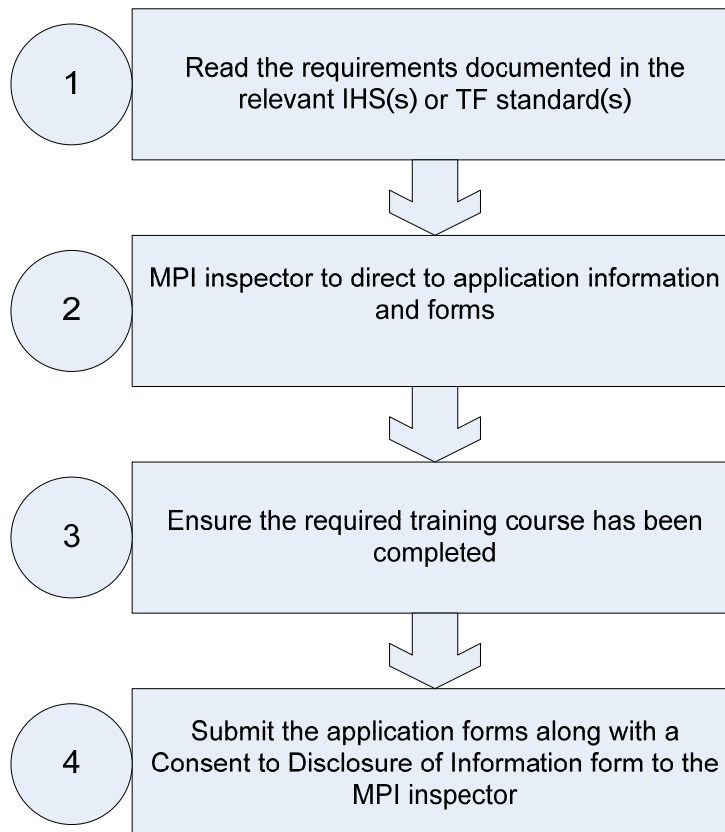 1
Read the requirements documented in the
relevant IHS(s) or TF standard(s)
2
MPI inspector to direct to application information
and forms
3
Ensure the required training course has been
completed
4
Submit the application forms along with a
Consent to Disclosure of Information form to the
MPI inspector